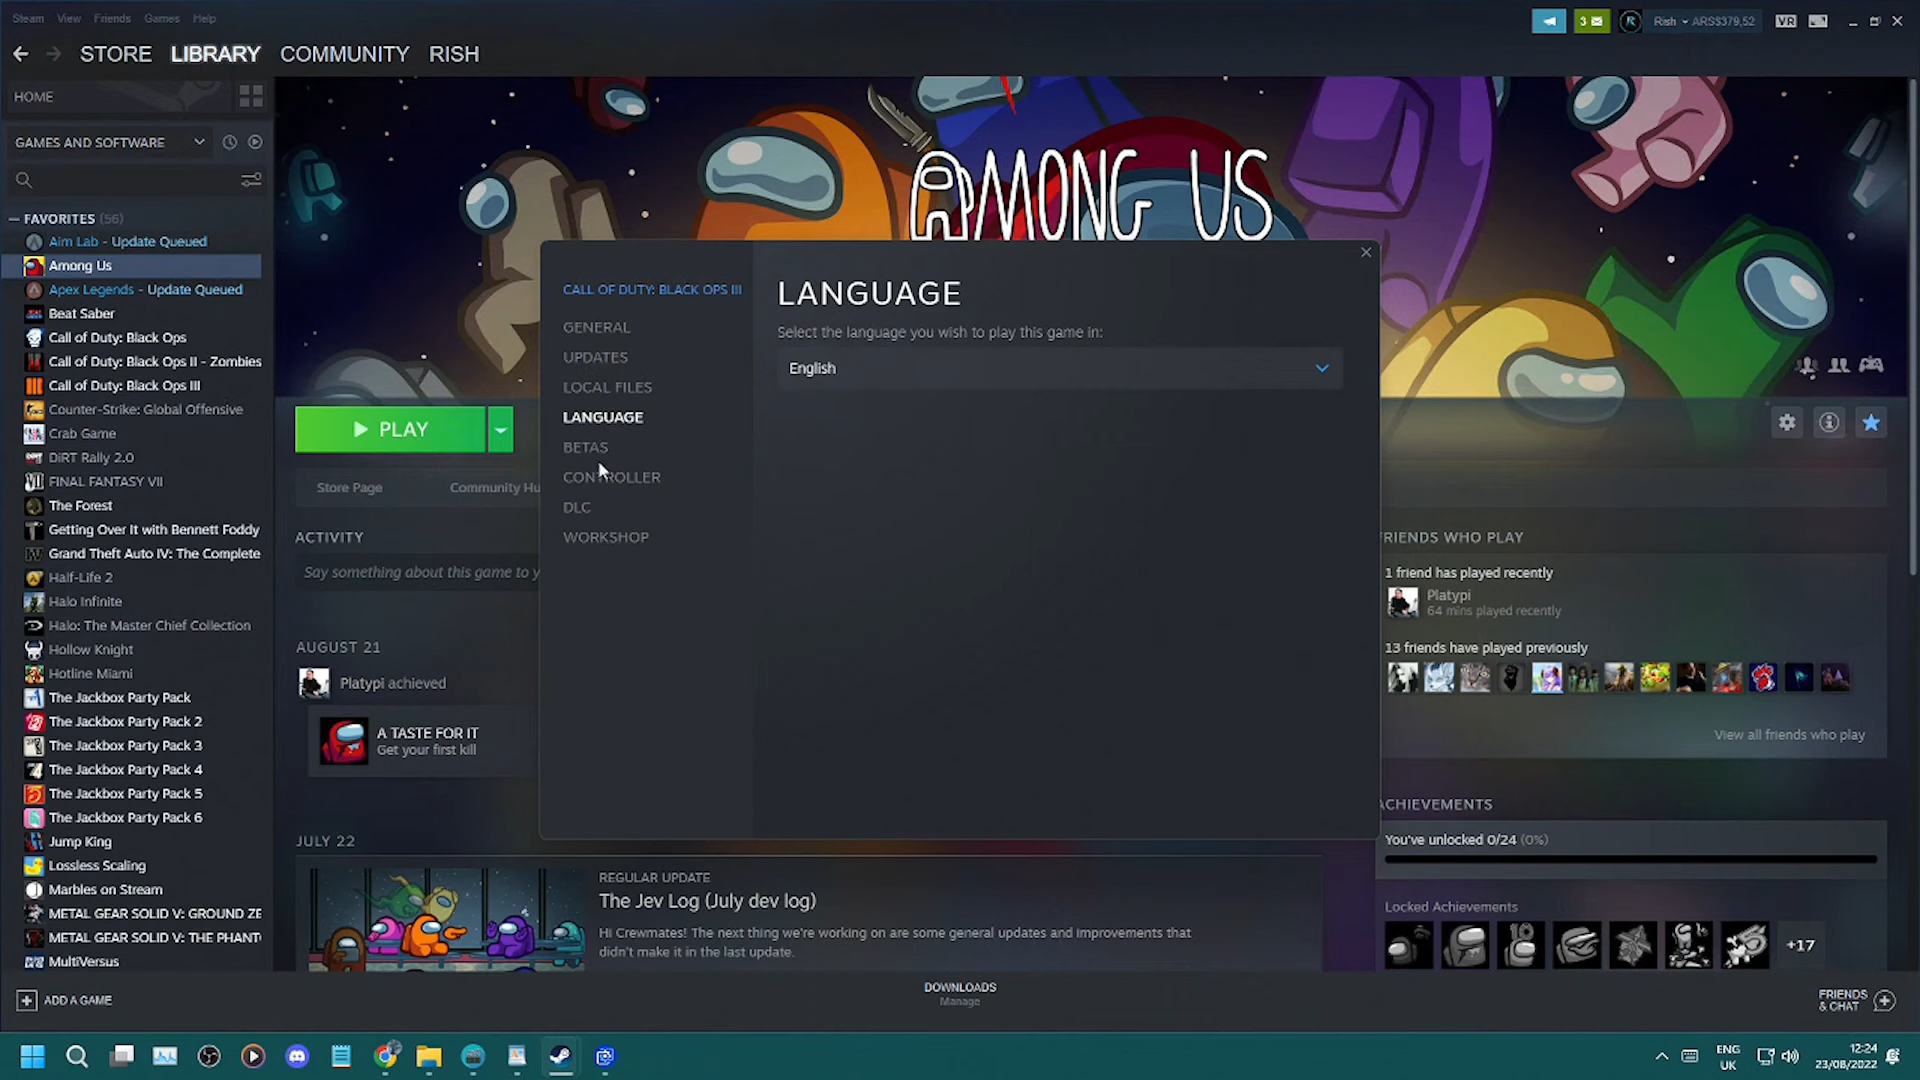 Steam View Friends Games Help
3
Rish
ARS$379,52
VR
STORE LIBRARY COMMUNITY RISH
HOME
GAMES AND SOFTWARE
FAVORITES (56)
Aim Lab - Update Queued
Among Us
Apex Legends - Update Queued
Beat Saber
Call of Duty: Black Ops
Call of Duty: Black Ops II - Zombies
Call of Duty: Black Ops III
Counter-Strike: Global Offensive
Crab Game
DiRT Rally 2.0
FINAL FANTASY VII
The Forest
Getting Over It with Bennett Foddy
Grand Theft Auto IV: The Complete
Half-Life 2
Halo Infinite
Halo: The Master Chief Collection
Hollow Knight
Hotline Miami
The Jackbox Party Pack
The Jackbox Party Pack 2
The Jackbox Party Pack 3
The Jackbox Party Pack 4
The Jackbox Party Pack 5
The Jackbox Party Pack 6
Jump King
Lossless Scaling
Marbles on Stream
METAL GEAR SOLID V: GROUND ZE
METAL GEAR SOLID V: THE PHANT
MultiVersus
AMONG US
PLAY
Store Page
Community Hu
ACTIVITY
Say something about this game to y
AUGUST 21
Platypi achieved
A TASTE FOR IT
Get your first kill
JULY 22
REGULAR UPDATE
The Jev Log (July dev log)
Hi Crewmates! The next thing we're working on are some general updates and improvements that
didn't make it in the last update.
CALL OF DUTY: BLACK OPS III
GENERAL
UPDATES
LOCAL FILES
LANGUAGE
BETAS
CONTROLLER
DLC
WORKSHOP
LANGUAGE
Select the language you wish to play this game in:
English
FRIENDS WHO PLAY
1 friend has played recently
Platypi
64 mins played recently
13 friends have played previously
View all friends who play
ACHIEVEMENTS
You've unlocked 0/24 (0%)
Locked Achievements
+17
ADD A GAME
DOWNLOADS
Manage
FRIENDS
& CHAT
ENG
UK
12:24
23/08/2022